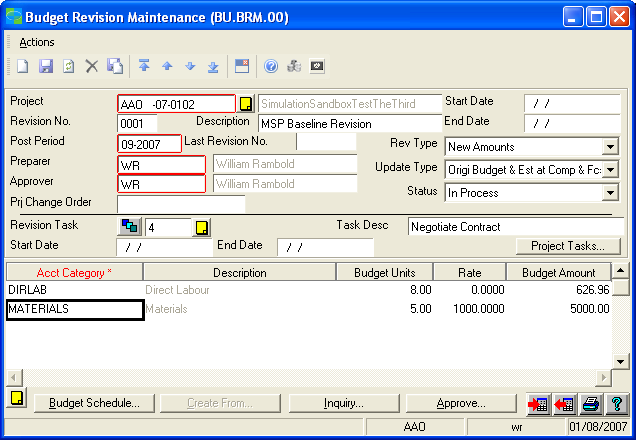 Budget Revision Maintenance (BU.BRM.00)
Actions
Project AAO -07-0102 SimulationSandboxTestTheThird Start Date / /
Revision No. 0001 Description MSP Baseline Revision End Date / /
Post Period 09-2007 Last Revision No. Rev Type New Amounts
Preparer WR William Rambold Update Type Origi Budget & Est at Comp & Fc
Approver WR William Rambold Status In Process
Prj Change Order
Revision Task 4 Task Desc Negotiate Contract
Start Date / / End Date / / Project Tasks...
Acct Category * Description Budget Units Rate Budget Amount
DIRLAB Direct Labour 8.00 0.0000 626.96
MATERIALS Materials 5.00 1000.0000 5000.00
Budget Schedule... Create From... Inquiry... Approve...
AAO wr 01/08/2007